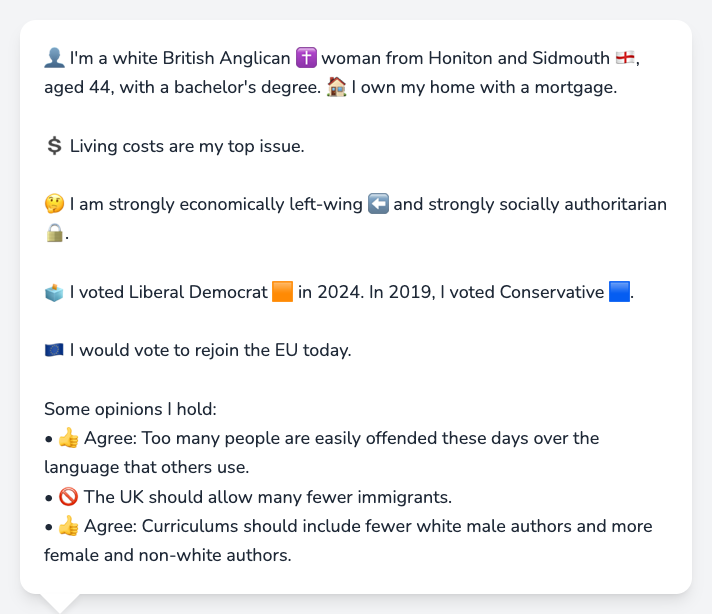 👤 I'm a white British Anglican ✝️ woman from Honiton and Sidmouth 🏴󠁧󠁢󠁥󠁮󠁧󠁿,
aged 44, with a bachelor's degree. 🏠 I own my home with a mortgage.
💲 Living costs are my top issue.
🤔 I am strongly economically left-wing ⬅️ and strongly socially authoritarian
🔒.
🗳️ I voted Liberal Democrat 🟧 in 2024. In 2019, I voted Conservative 🟦.
🇪🇺 I would vote to rejoin the EU today.
Some opinions I hold:
• 👍 Agree: Too many people are easily offended these days over the
language that others use.
• 🚫 The UK should allow many fewer immigrants.
• 👍 Agree: Curriculums should include fewer white male authors and more
female and non-white authors.